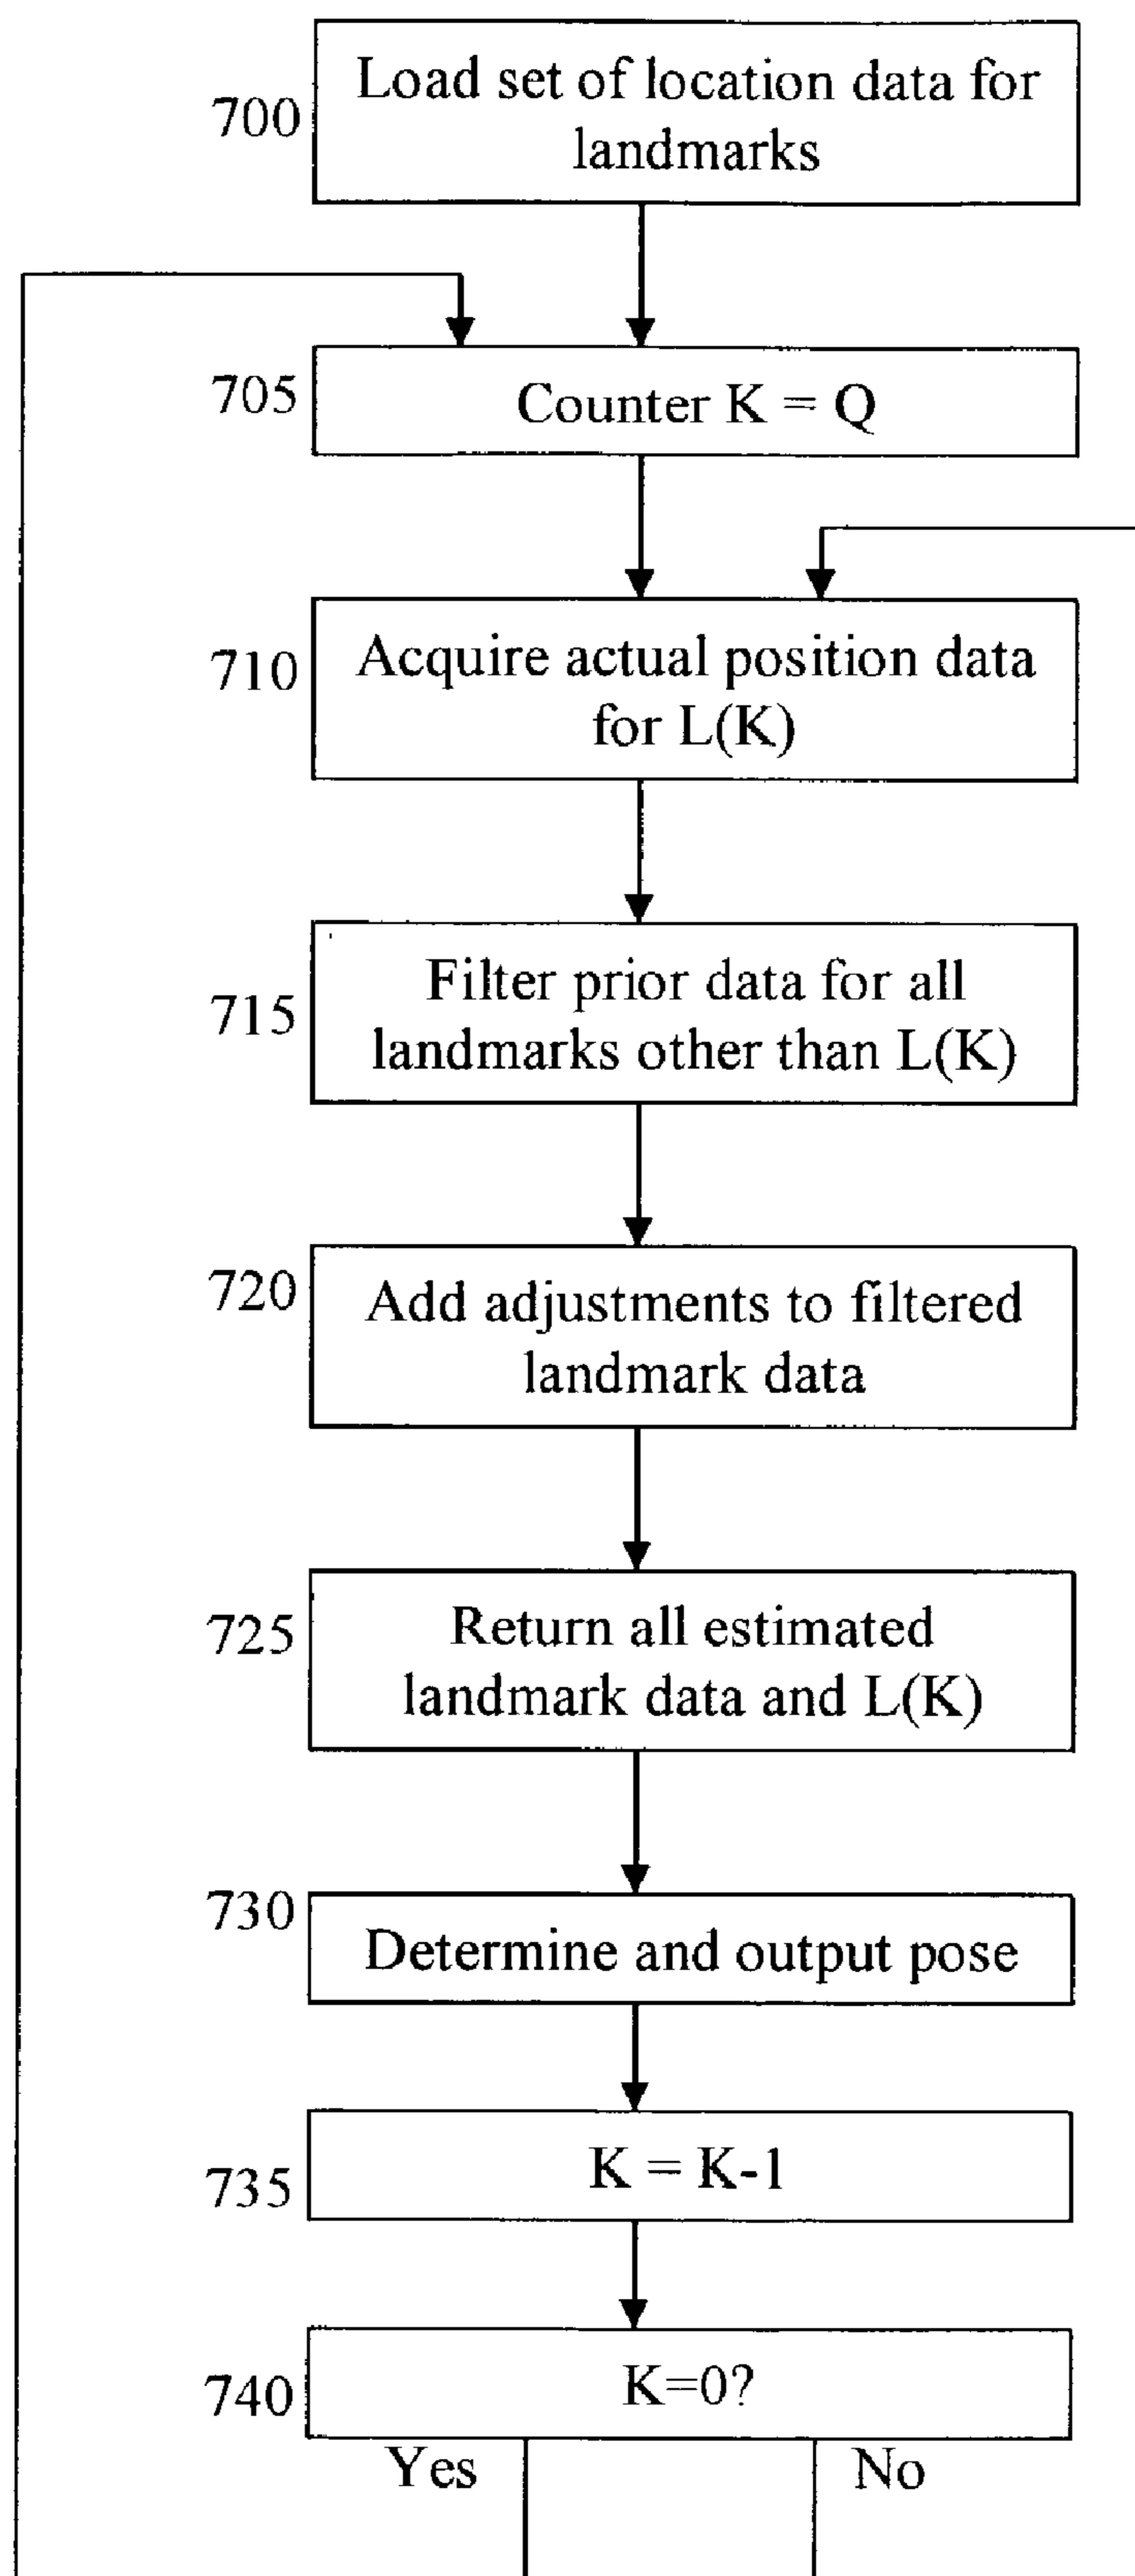 700
Load set of location data for
landmarks
705
Counter K = Q
710
Acquire actual position data
for L(K)
715
Filter prior data for all
landmarks other than L(K)
720
Add adjustments to filtered
landmark data
725
Return all estimated
landmark data and L(K)
730
Determine and output pose
735
K = K-1
740
K=0?
Yes
No